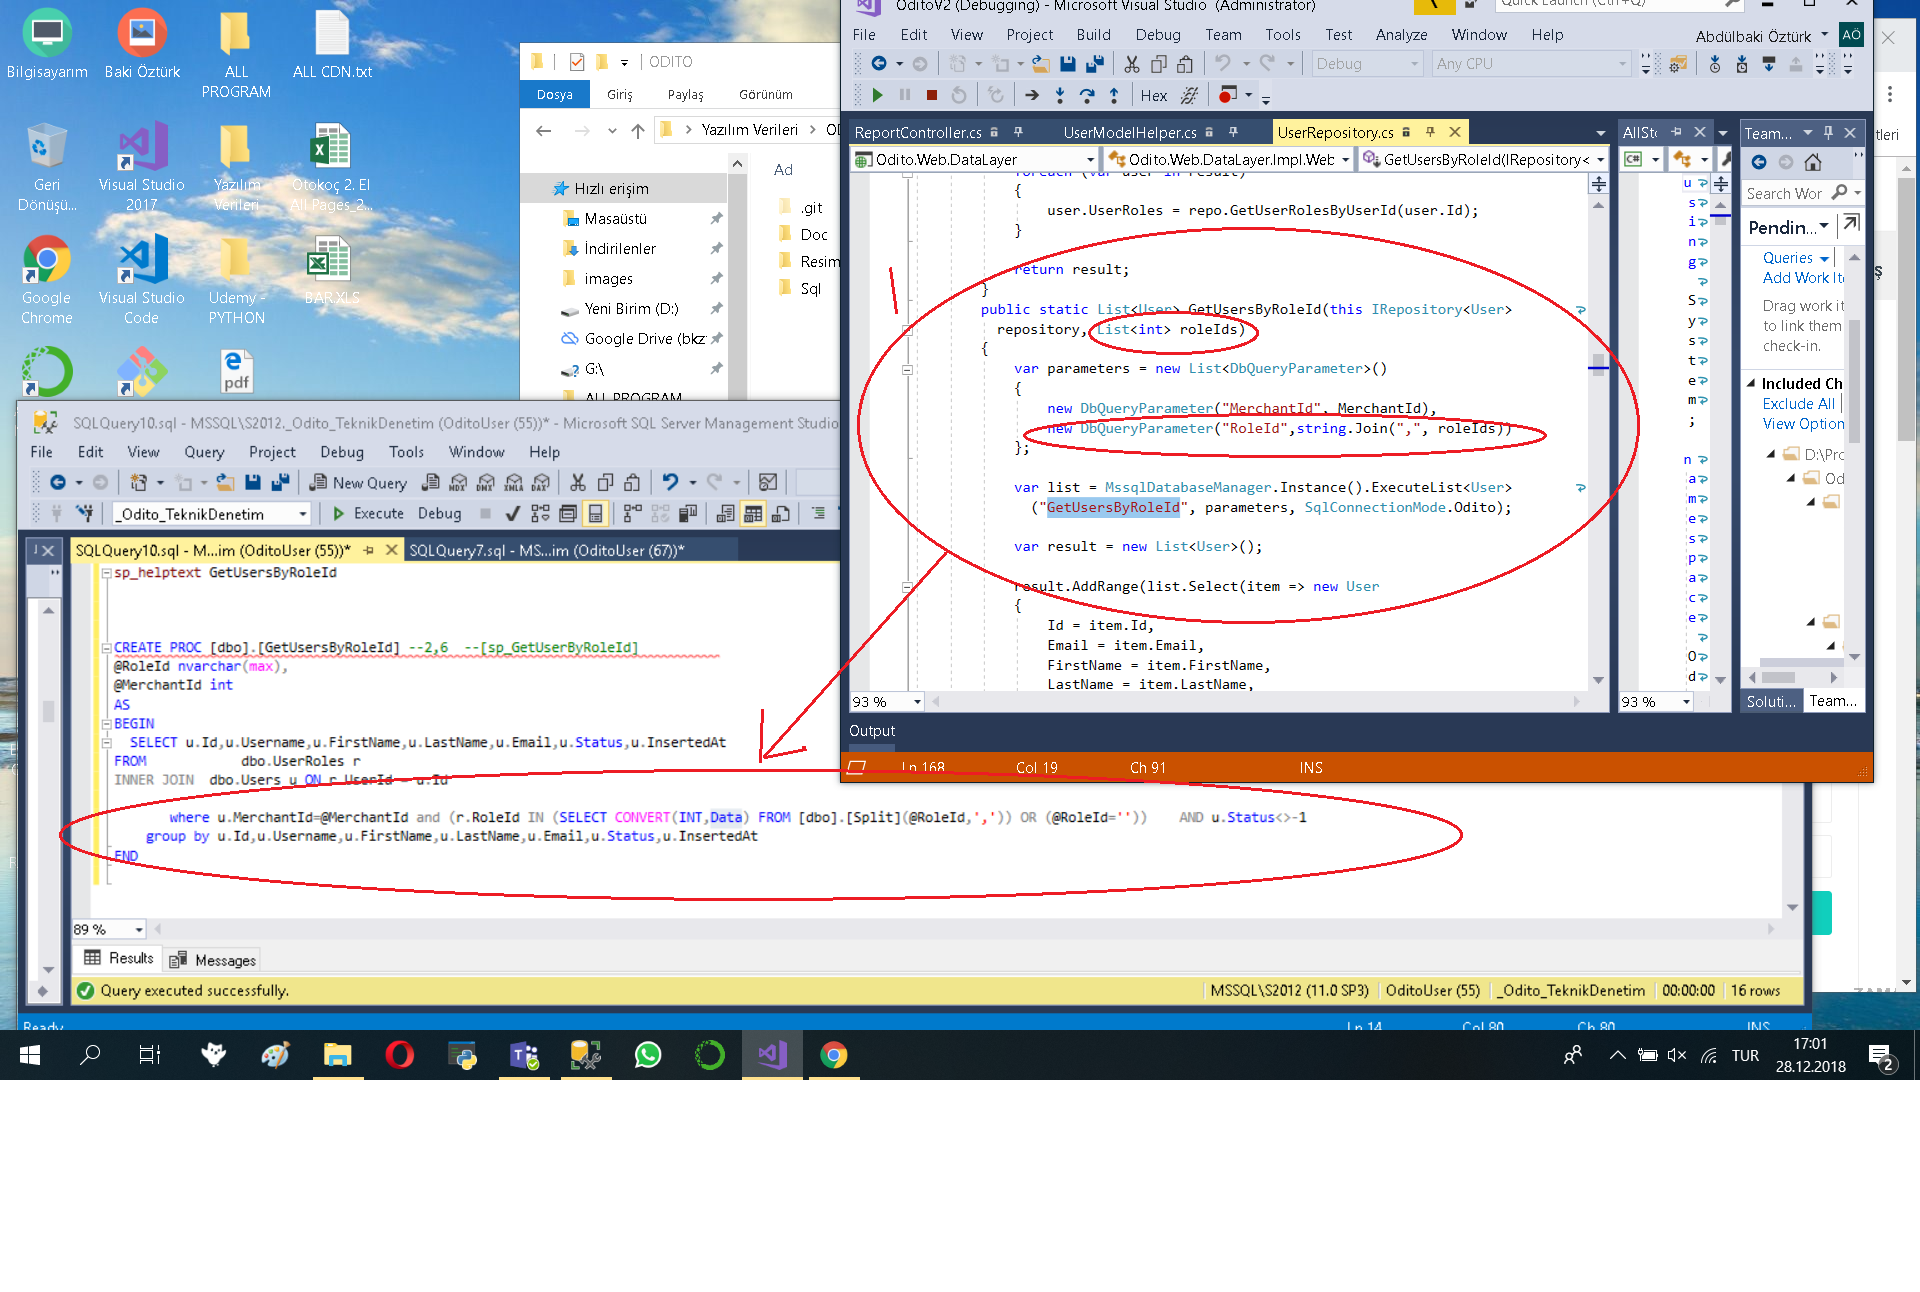 Bilgisayarım
Baki Öztürk
ALL PROGRAM
ALL CDN.txt
Geri Dönüşü...
Visual Studio 2017
Yazılım Verileri
Otokoç 2. El All Pages_2...
Google Chrome
Visual Studio Code
Udemy - PYTHON
BAR.XLS
ODITO
Dosya Giriş Paylaş Görünüm
Yazılım Verileri
Ad
Hızlı erişim
Masaüstü
İndirilenler
images
Yeni Birim (D:)
Google Drive (bkz
G:\
ALL PROGRAM
.git
Doc
Resim
Sql
OditoV2 (Debugging) - Microsoft Visual Studio (Administrator)
Quick Launch (Ctrl+Q)
File Edit View Project Build Debug Team Tools Test Analyze Window Help
Abdülbaki Öztürk AÖ
Debug Any CPU
Hex
ReportController.cs UserModelHelper.cs UserRepository.cs
Odito.Web.DataLayer Odito.Web.DataLayer.Impl.Web GetUsersByRoleId(IRepository<
foreach (var user in result)
{
user.UserRoles = repo.GetUserRolesByUserId(user.Id);
}
return result;
}
public static List<User> GetUsersByRoleId(this IRepository<User>
repository, List<int> roleIds)
{
var parameters = new List<DbQueryParameter>()
{
new DbQueryParameter("MerchantId", MerchantId),
new DbQueryParameter("RoleId",string.Join(",", roleIds))
};
var list = MssqlDatabaseManager.Instance().ExecuteList<User>
("GetUsersByRoleId", parameters, SqlConnectionMode.Odito);
var result = new List<User>();
result.AddRange(list.Select(item => new User
{
Id = item.Id,
Email = item.Email,
FirstName = item.FirstName,
LastName = item.LastName,
93 %
Output
Ln 168 Col 19 Ch 91 INS
AllSto
u
s
i
n
g
S
y
s
t
e
m
;
n
a
m
e
s
p
a
c
e
O
d
93 %
Team...
Search Wor
Pendin...
Queries
Add Work It
Drag work it
to link them
check-in.
Included Ch
Exclude All
View Option
D:\Pro
Od
Soluti... Team...
tleri
ş
SQLQuery10.sql - MSSQL\S2012._Odito_TeknikDenetim (OditoUser (55))* - Microsoft SQL Server Management Studio
File Edit View Query Project Debug Tools Window Help
New Query
MDX DMX XMLA DAX
_Odito_TeknikDenetim Execute Debug
SQLQuery10.sql - M...im (OditoUser (55))* SQLQuery7.sql - MS...im (OditoUser (67))*
sp_helptext GetUsersByRoleId
CREATE PROC [dbo].[GetUsersByRoleId] --2,6 --[sp_GetUserByRoleId]
@RoleId nvarchar(max),
@MerchantId int
AS
BEGIN
SELECT u.Id,u.Username,u.FirstName,u.LastName,u.Email,u.Status,u.InsertedAt
FROM dbo.UserRoles r
INNER JOIN dbo.Users u ON r.UserId = u.Id
where u.MerchantId=@MerchantId and (r.RoleId IN (SELECT CONVERT(INT,Data) FROM [dbo].[Split](@RoleId,',')) OR (@RoleId='')) AND u.Status<>-1
group by u.Id,u.Username,u.FirstName,u.LastName,u.Email,u.Status,u.InsertedAt
END
89 %
Results Messages
Query executed successfully. MSSQL\S2012 (11.0 SP3) OditoUser (55) _Odito_TeknikDenetim 00:00:00 16 rows
Ready Ln 14 Col 80 Ch 80 INS
TUR 17:01
28.12.2018
2